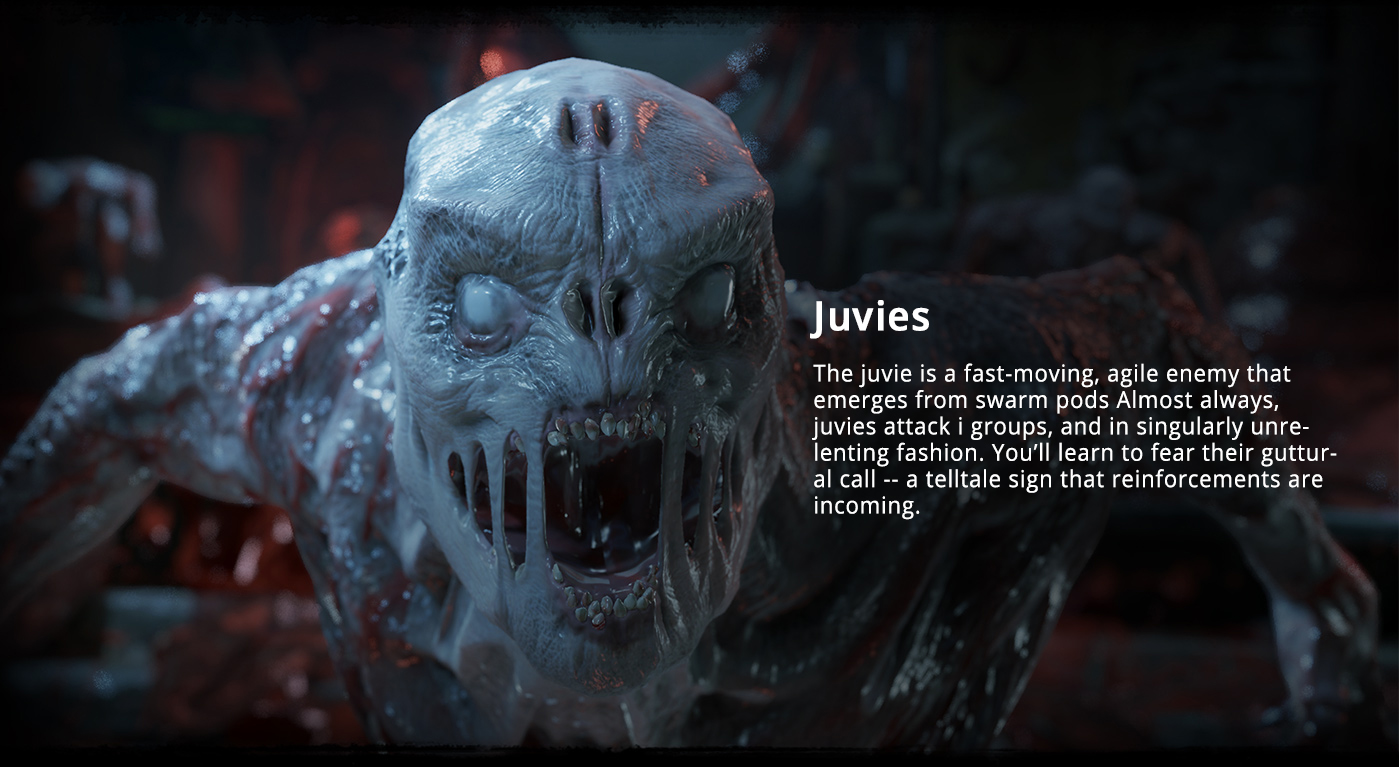 Juvies
The juvie is a fast-moving, agile enemy that
emerges from swarm pods Almost always,
juvies attack i groups, and in singularly unre-
lenting fashion. You’ll learn to fear their guttur-
al call -- a telltale sign that reinforcements are
incoming.